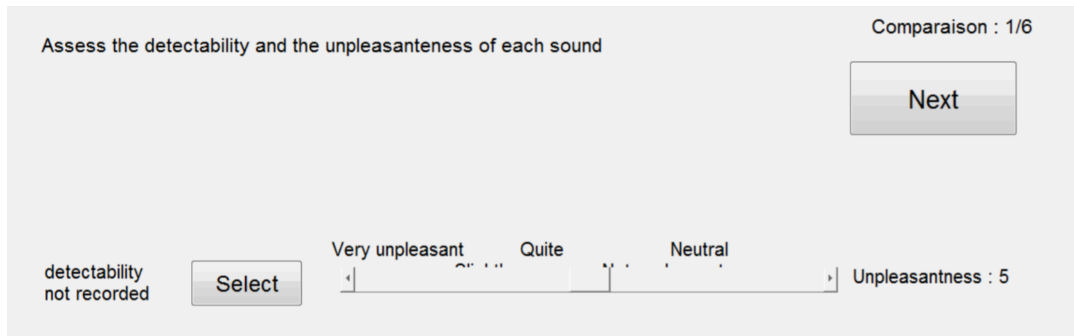 Comparaison : 1/6
Assess the detectability and the unpleasanteness of each sound
Next
Very unpleasant Quite Neutral
detectability
not recorded
Select
Unpleasantness : 5